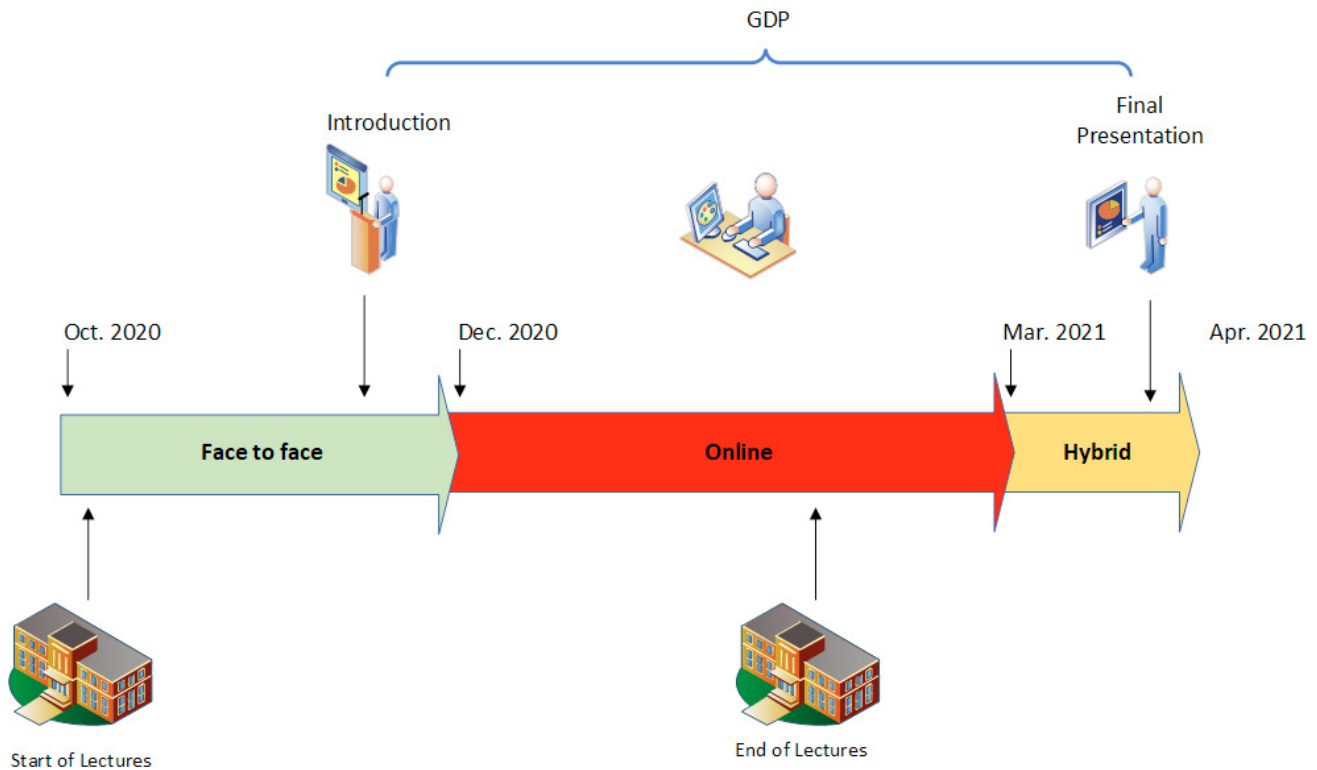 GDP
Introduction
Final
Presentation
Oct. 2020
Dec. 2020
Mar. 2021
Apr. 2021
Face to face
Online
Hybrid
Start of Lectures
End of Lectures